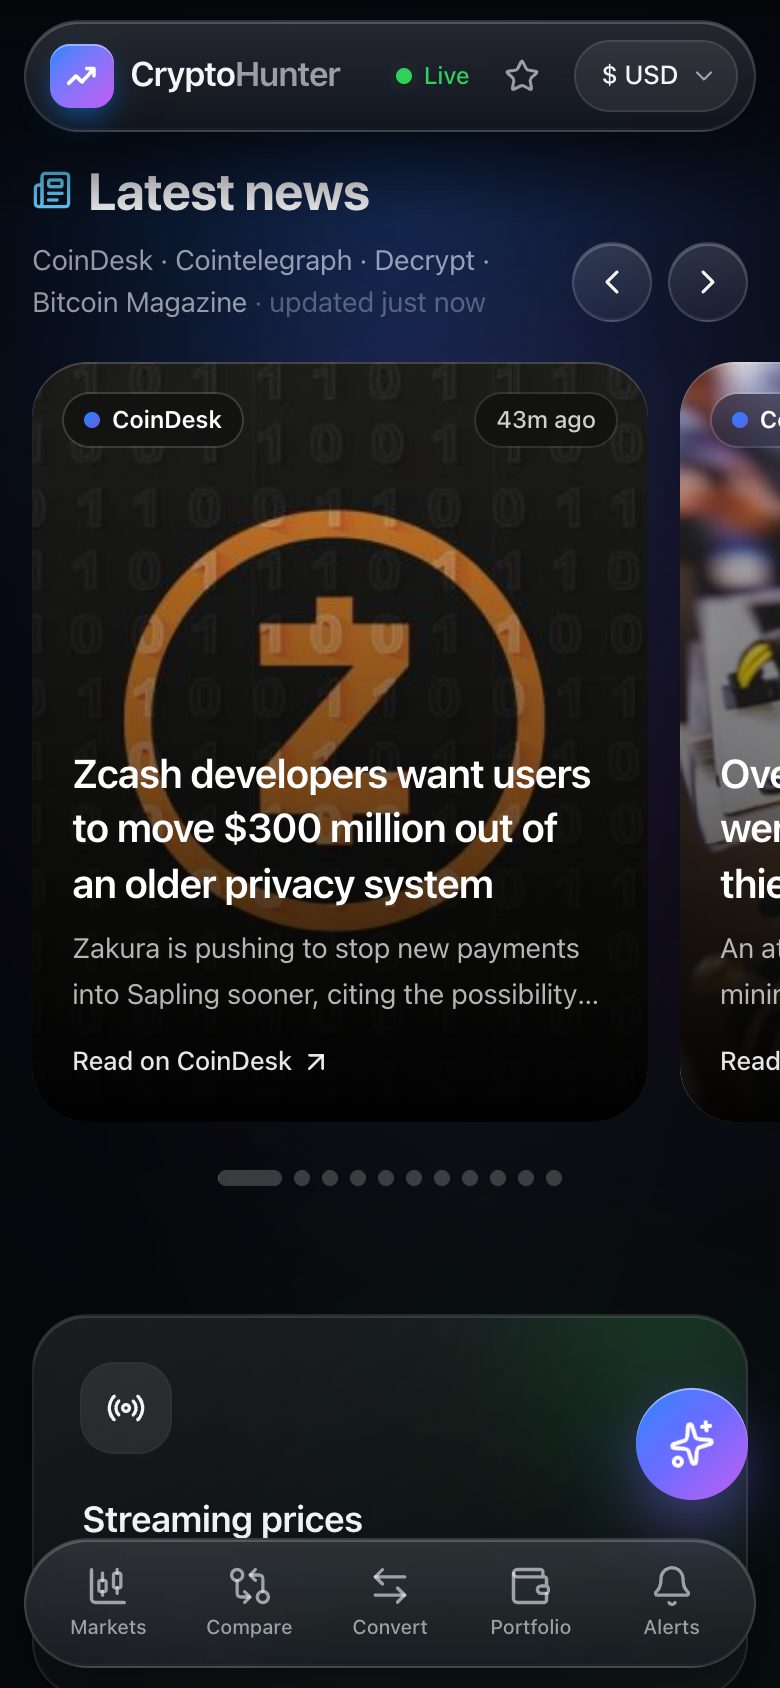 CryptoHunter
Live
$ USD
Latest news
CoinDesk · Cointelegraph · Decrypt ·
Bitcoin Magazine · updated just now
CoinDesk
43m ago
Zcash developers want users
to move $300 million out of
an older privacy system
Zakura is pushing to stop new payments
into Sapling sooner, citing the possibility...
Read on CoinDesk
An
Read
Streaming prices
Markets
Compare
Convert
Portfolio
Alerts